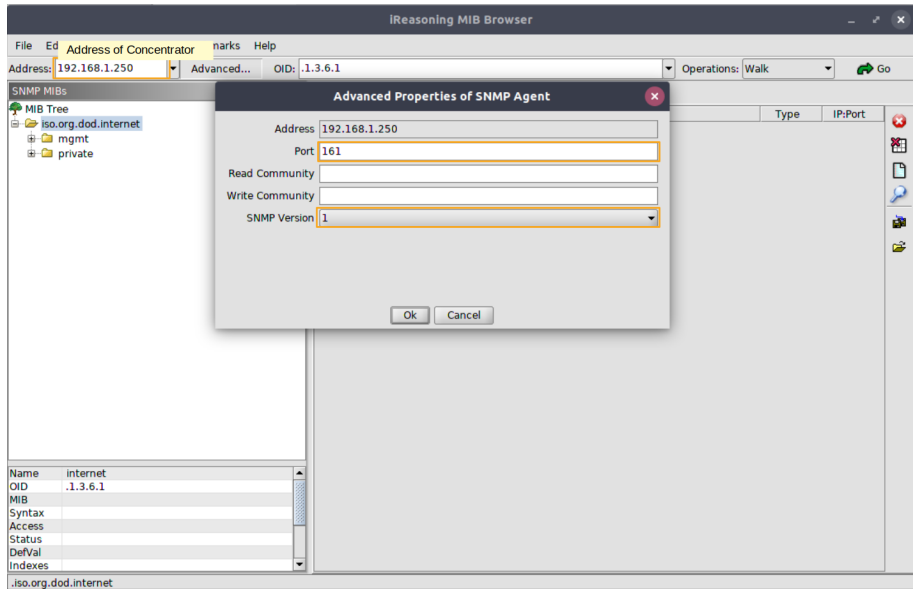 iReasoning MIB Browser
File Ed Address of Concentrator marks Help
Address: 192.168.1.250 Advanced... OID: .1.3.6.1 Operations: Walk Go
SNMP MIBs
MIB Tree
iso.org.dod.internet
mgmt
private
Type IP:Port
Advanced Properties of SNMP Agent
Address 192.168.1.250
Port 161
Read Community
Write Community
SNMP Version 1
Ok Cancel
Name internet
OID .1.3.6.1
MIB
Syntax
Access
Status
DefVal
Indexes
.iso.org.dod.internet